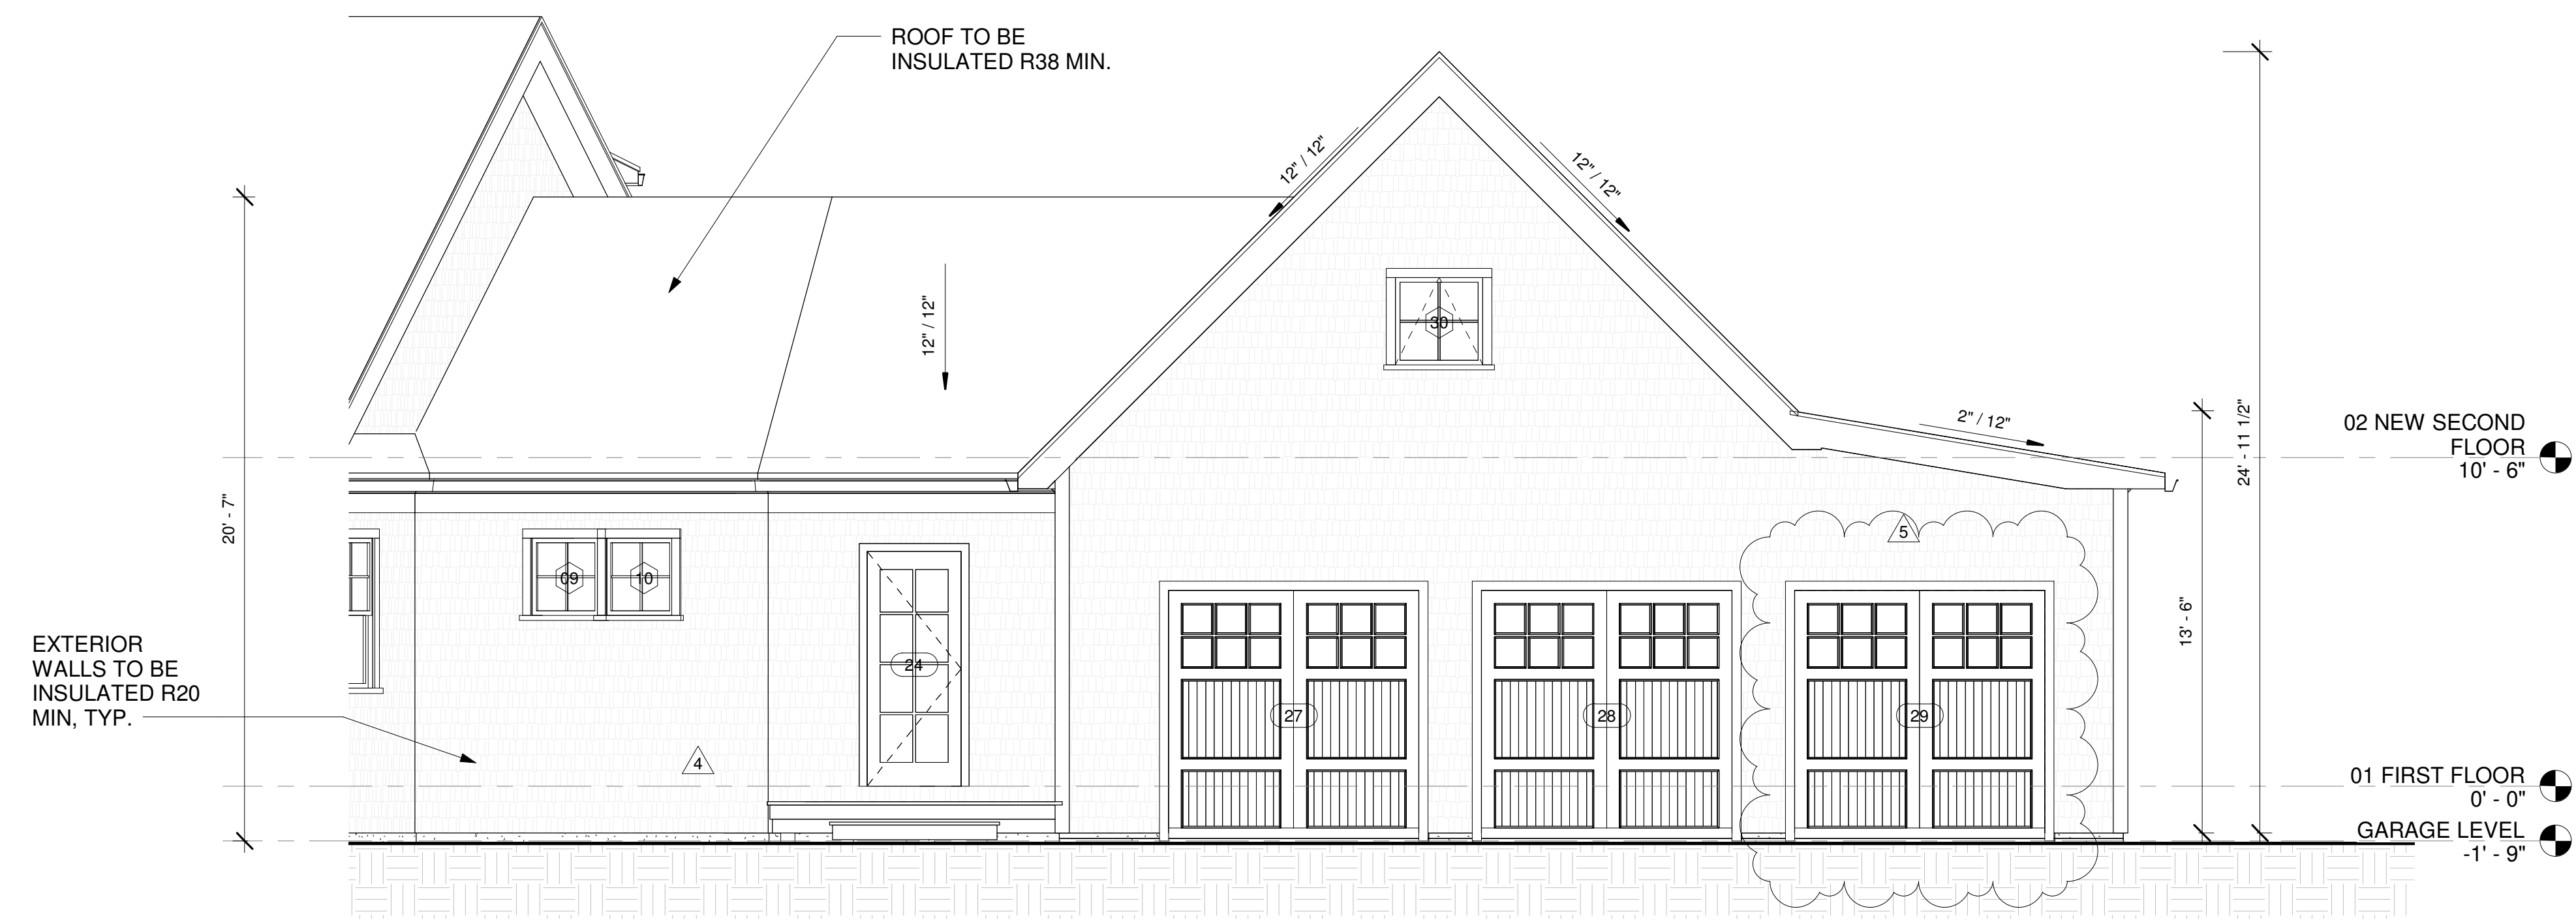 ROOF TO BE
INSULATED R38 MIN.
12" / 12"
12" / 12"
12" / 12"
30
2" / 12"
02 NEW SECOND
FLOOR
10' - 6"
24' - 11 1/2"
20' - 7"
5
09
10
13' - 6"
EXTERIOR
WALLS TO BE
INSULATED R20
MIN, TYP.
24
27
28
29
4
01 FIRST FLOOR
0' - 0"
GARAGE LEVEL
-1' - 9"